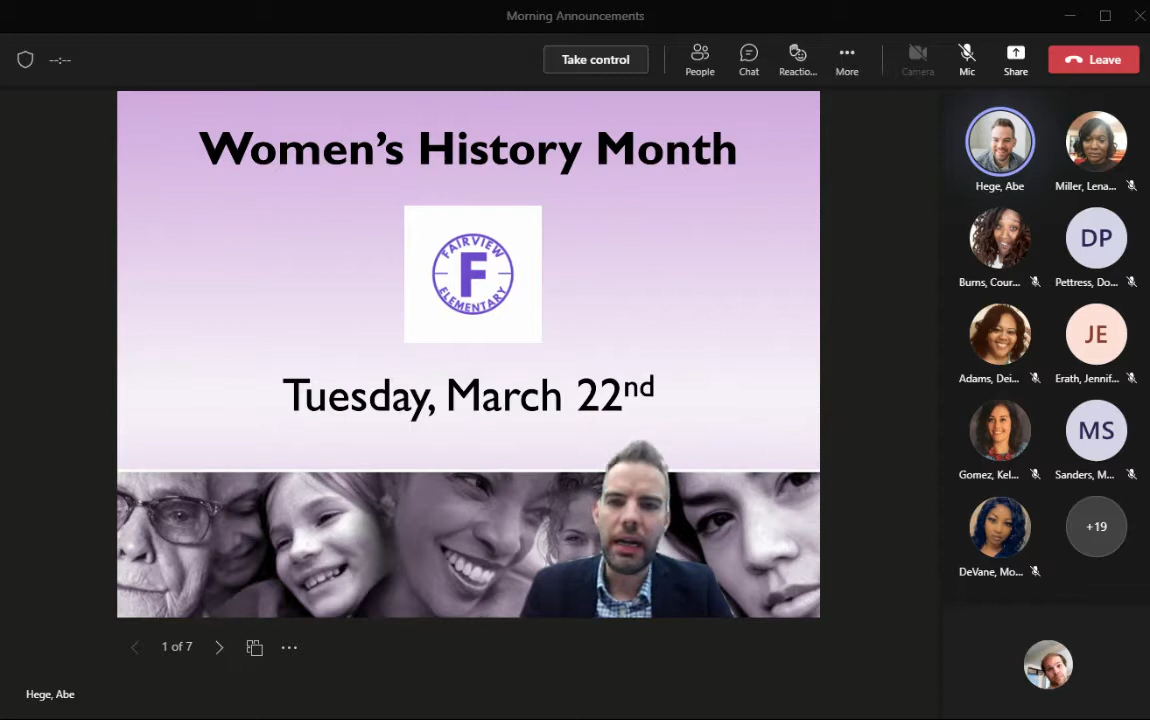 Morning Announcements
--:--
Take control
People
Chat
Reactio...
More
Camera
Mic
Share
Leave
Women's History Month
FAIRVIEW
F
ELEMENTARY
Tuesday, March 22nd
1 of 7
Hege, Abe
Hege, Abe
Miller, Lena...
Burns, Cour...
DP
Pettress, Do...
Adams, Dei...
JE
Erath, Jennif...
Gomez, Kel...
MS
Sanders, M...
DeVane, Mo...
+19